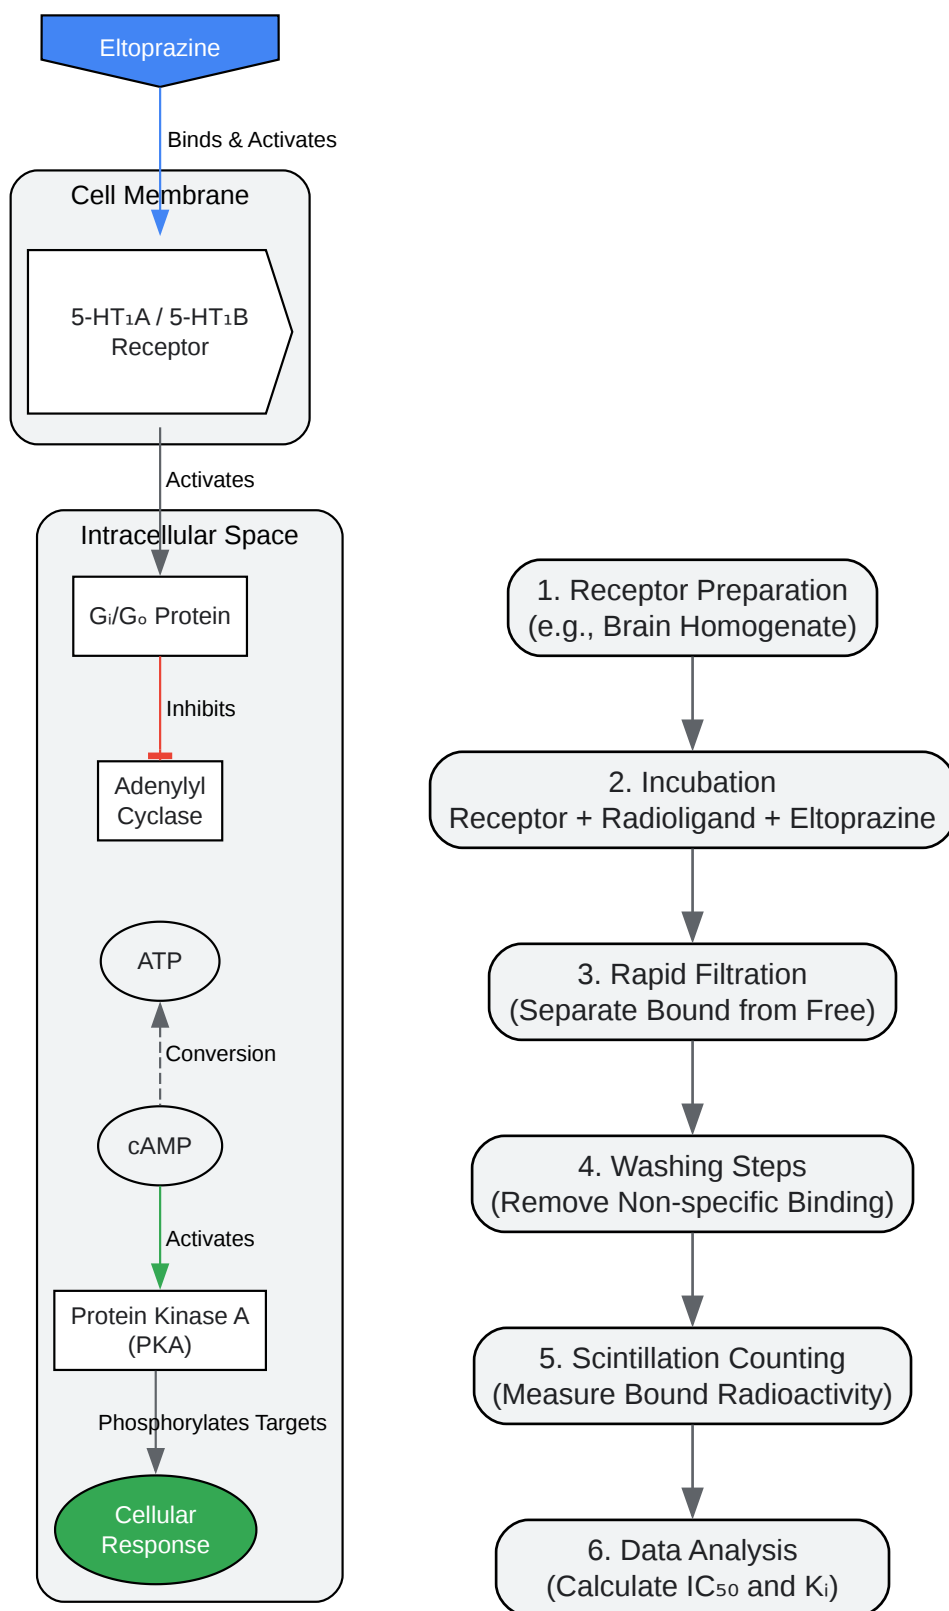 Eltoprazine
Binds & Activates
Cell Membrane
5-HT₁A / 5-HT₁B
Receptor
Activates
Intracellular Space
Gᵢ/Gₒ Protein
Inhibits
Adenylyl
Cyclase
ATP
Conversion
cAMP
Activates
Protein Kinase A
(PKA)
Phosphorylates Targets
Cellular
Response
1. Receptor Preparation
(e.g., Brain Homogenate)
2. Incubation
Receptor + Radioligand + Eltoprazine
3. Rapid Filtration
(Separate Bound from Free)
4. Washing Steps
(Remove Non-specific Binding)
5. Scintillation Counting
(Measure Bound Radioactivity)
6. Data Analysis
(Calculate IC₅₀ and Kᵢ)